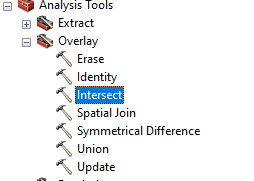 Analysis Tools
Extract
Overlay
Erase
Identity
Intersect
Spatial Join
Symmetrical Difference
Union
Update